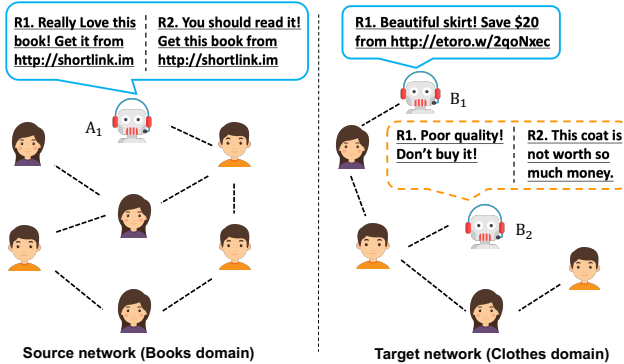 R1. Really Love this
book! Get it from
http://shortlink.im
R2. You should read it!
Get this book from
http://shortlink.im
A1
Source network (Books domain)
R1. Beautiful skirt! Save $20
from http://etoro.w/2qoNxec
B1
R1. Poor quality!
Don't buy it!
R2. This coat is
not worth so
much money.
B2
Target network (Clothes domain)